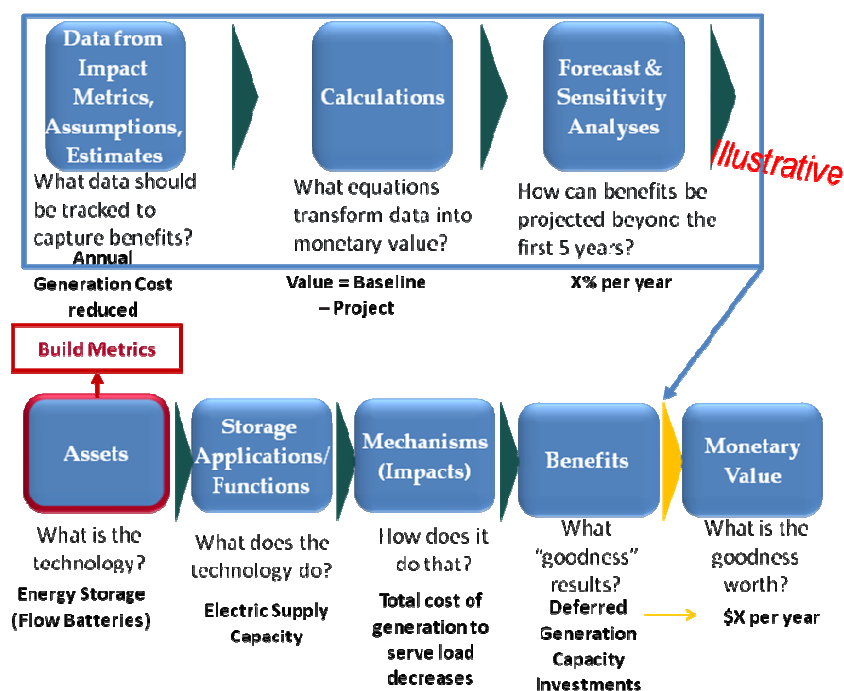 Data from
Impact
Metrics,
Assumptions,
Estimates
Calculations
Forecast &
Sensitivity
Analyses
Illustrative
What data should
be tracked to
capture benefits?
What equations
transform data into
monetary value?
How can benefits be
projected beyond the
first 5 years?
Annual
Generation Cost
reduced
Value = Baseline
– Project
X% per year
Build Metrics
Assets
Storage
Applications/
Functions
Mechanisms
(Impacts)
Benefits
Monetary
Value
What is the
technology?
What does the
technology do?
How does it
do that?
What
“goodness”
results?
What is the
goodness
worth?
Energy Storage
(Flow Batteries)
Electric Supply
Capacity
Total cost of
generation to
serve load
decreases
Deferred
Generation
Capacity
Investments
$X per year